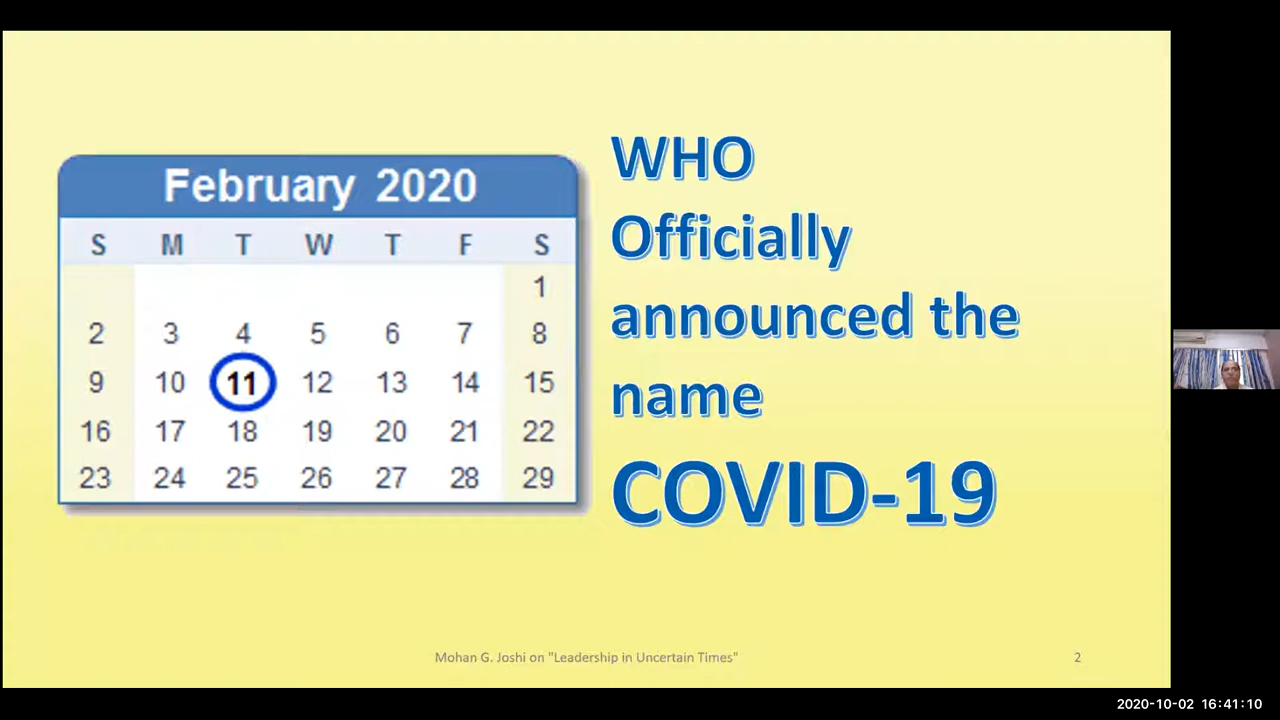 February 2020
S M T W T F S
1
2 3 4 5 6 7 8
9 10 11 12 13 14 15
16 17 18 19 20 21 22
23 24 25 26 27 28 29
WHO
Officially
announced the
name
COVID-19
Mohan G. Joshi on "Leadership in Uncertain Times"
2
2020-10-02 16:41:10